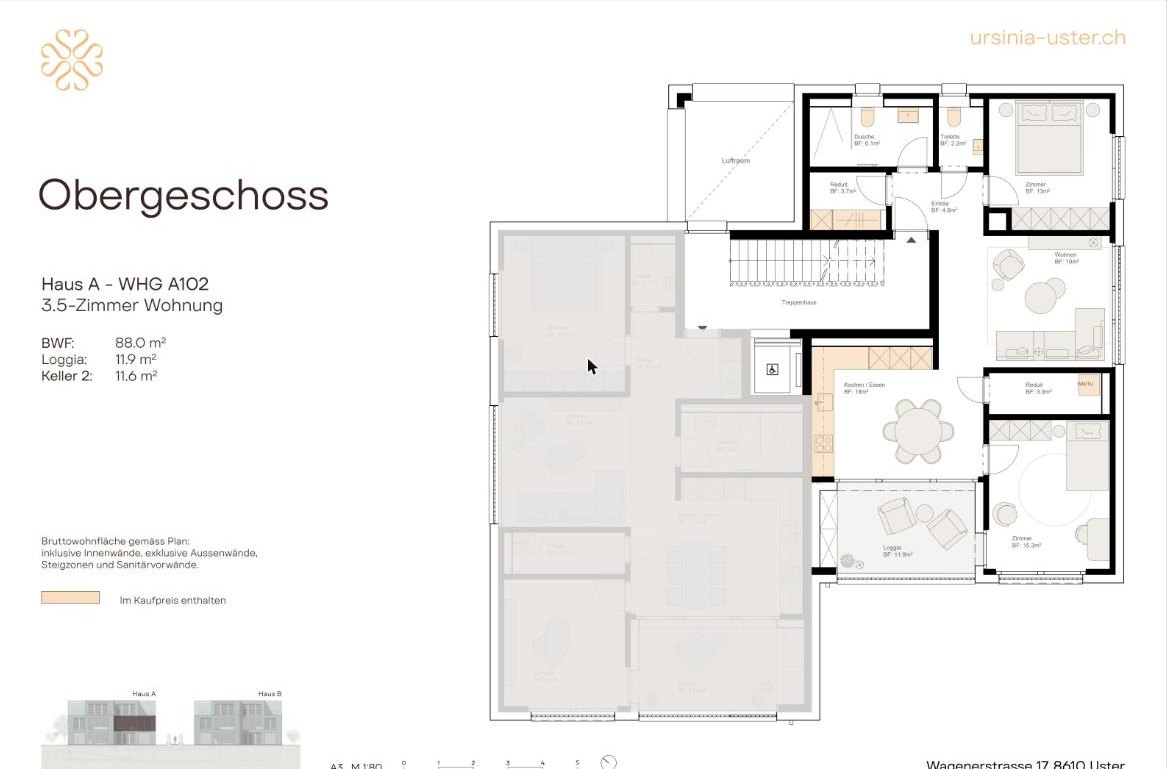 ursinia-uster.ch
Obergeschoss
Haus A - WHG A102
3.5-Zimmer Wohnung
BWF: 88.0 m²
Loggia: 11.9 m²
Keller 2: 11.6 m²
Bruttowohnfläche gemäss Plan:
inklusive Innenwände, exklusive Aussenwände,
Steigzonen und Sanitärvorwände.
Im Kaufpreis enthalten
Haus A
Haus B
Luftraum
Dusche
BF: 6.1m²
Toilette
BF: 2.2m²
Zimmer
BF: 13m²
Reduit
BF: 3.7m²
Entrée
BF: 4.6m²
Wohnen
BF: 19m²
Treppenhaus
Kochen / Essen
BF: 18m²
Reduit
BF: 3.9m²
Loggia
BF: 11.9m²
Zimmer
BF: 16.3m²
A3 M 1:80
0 1 2 3 4 5
Wagenerstrasse 17, 8610 Uster